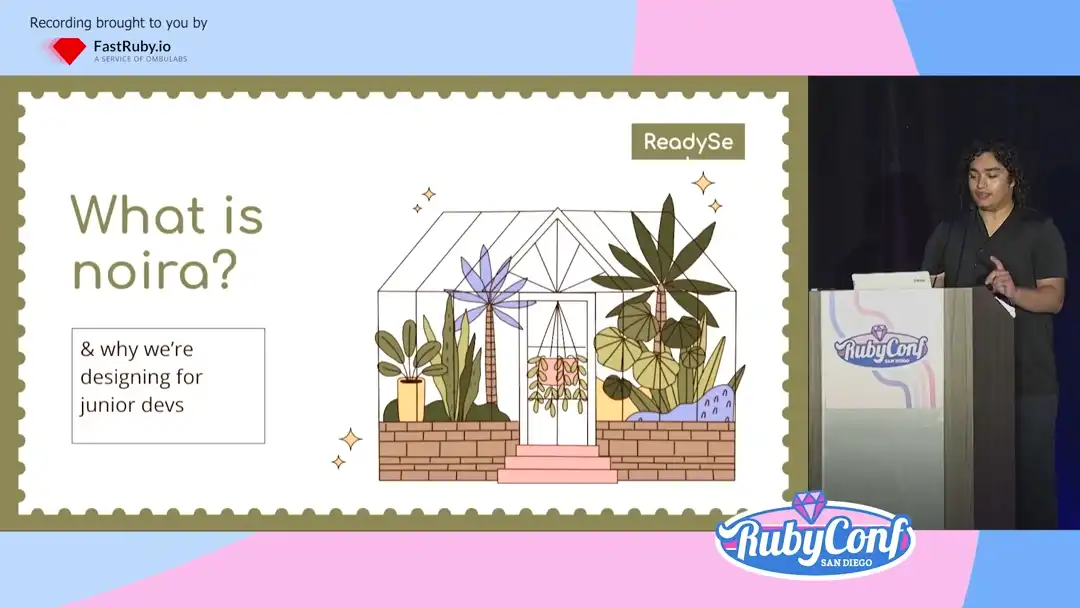 Recording brought to you by
FastRuby.io
A SERVICE OF OMBULABS
ReadySe
What is
noira?
& why we're
designing for
junior devs
RubyConf
SAN DIEGO
RubyConf
SAN DIEGO